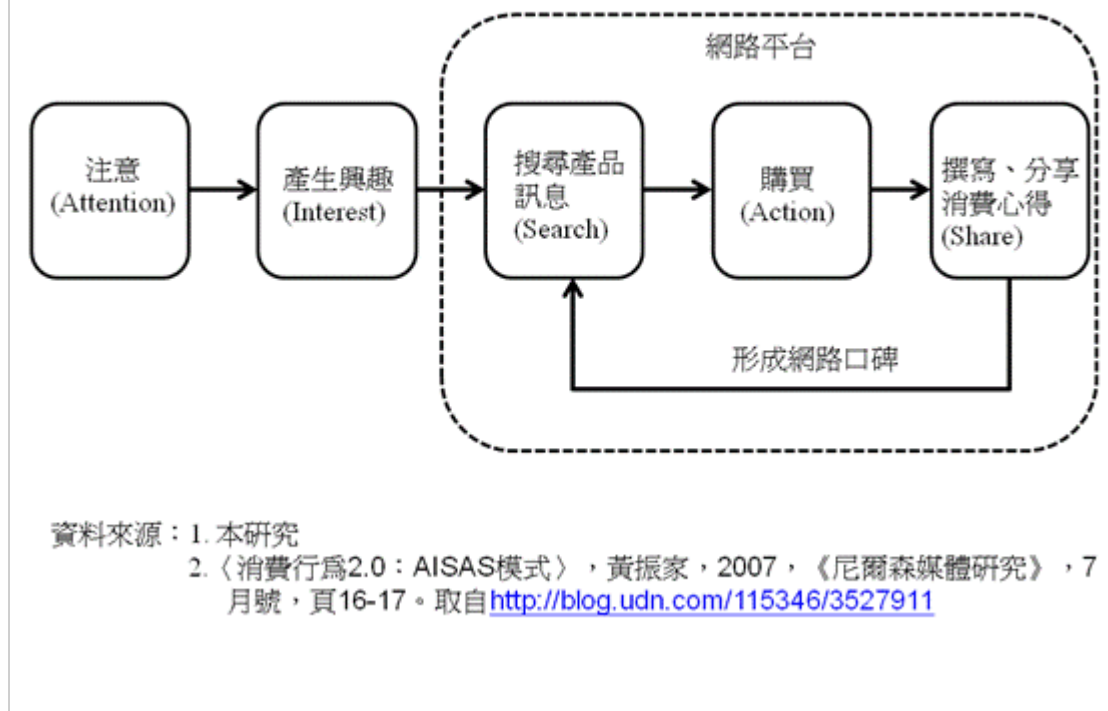 網路平台
注意
(Attention)
產生興趣
(Interest)
搜尋產品
訊息
(Search)
購買
(Action)
撰寫、分享
消費心得
(Share)
形成網路口碑
資料來源：1. 本研究
2.〈消費行為2.0：AISAS模式〉，黃振家，2007，《尼爾森媒體研究》，7
月號，頁16-17。取自http://blog.udn.com/115346/3527911